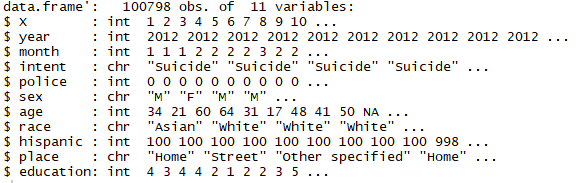 data.frame':   100798 obs. of  11 variables:
$ X        : int  1 2 3 4 5 6 7 8 9 10 ...
$ year     : int  2012 2012 2012 2012 2012 2012 2012 2012 2012 2012 ...
$ month    : int  1 1 1 2 2 2 2 3 2 2 ...
$ intent   : chr  "Suicide" "Suicide" "Suicide" "Suicide" ...
$ police   : int  0 0 0 0 0 0 0 0 0 0 ...
$ sex      : chr  "M" "F" "M" "M" ...
$ age      : int  34 21 60 64 31 17 48 41 50 NA ...
$ race     : chr  "Asian" "White" "White" "White" ...
$ hispanic : int  100 100 100 100 100 100 100 100 100 998 ...
$ place    : chr  "Home" "Street" "Other specified" "Home" ...
$ education: int  4 3 4 4 2 1 2 2 3 5 ...